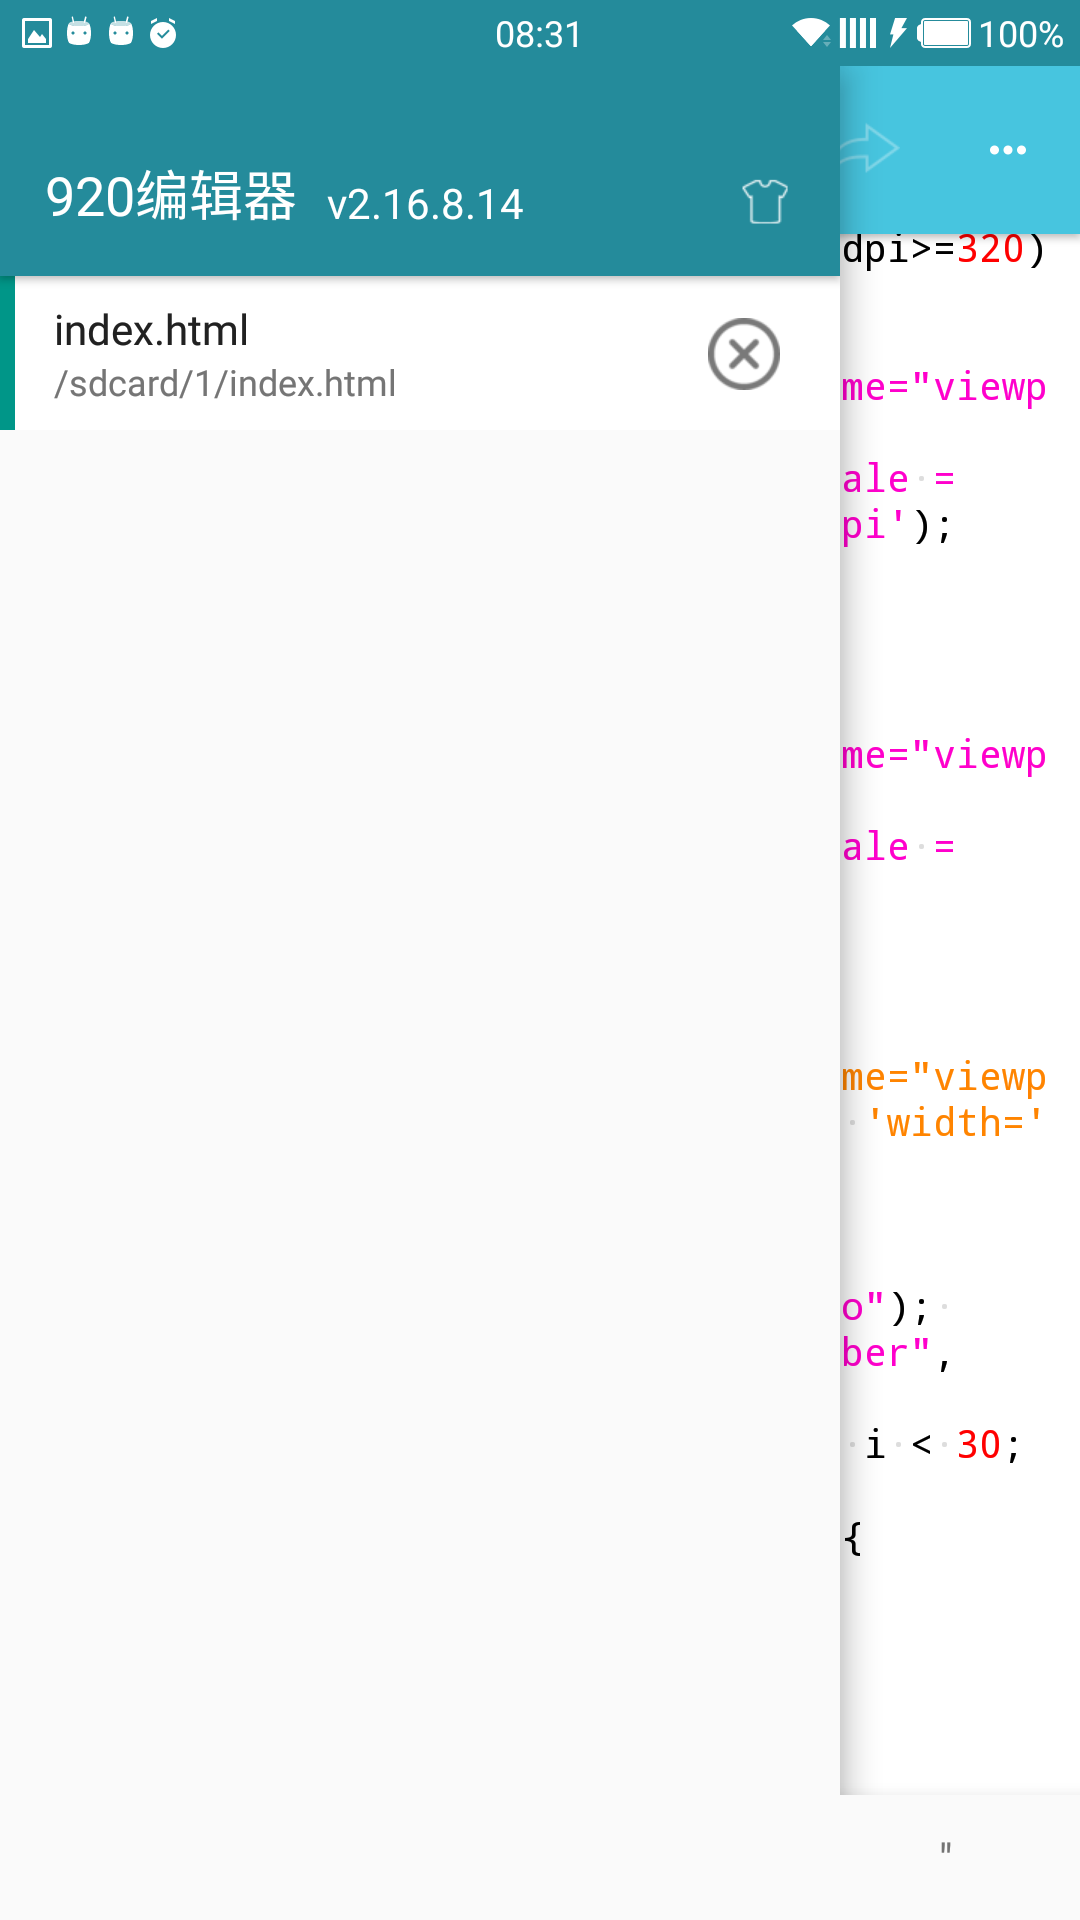 08:31
100%
920编辑器 v2.16.8.14
index.html
/sdcard/1/index.html
dpi>=320)
me="viewp
ale =
pi');
me="viewp
ale =
me="viewp
'width='
o");
ber",
i < 30;
{
"